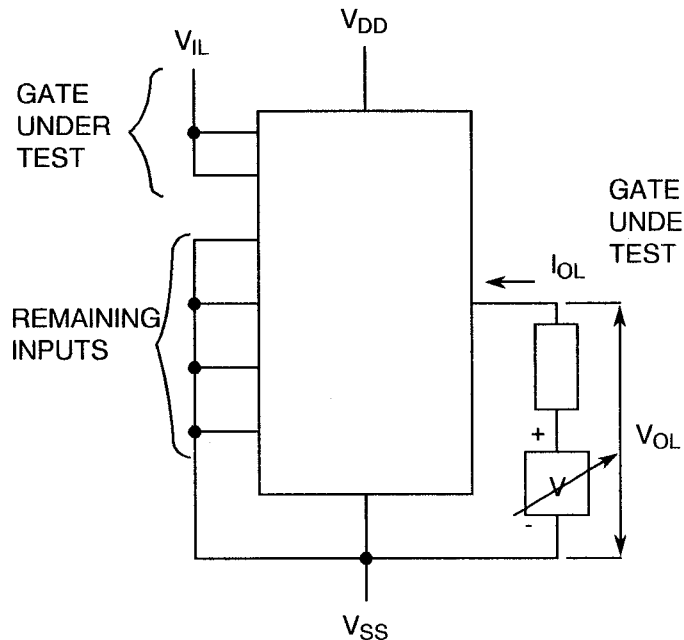 V_DD
V_IL
GATE
UNDER
TEST
GATE
UNDE
TEST
I_OL
REMAINING
INPUTS
+
V_OL
V
-
V_SS